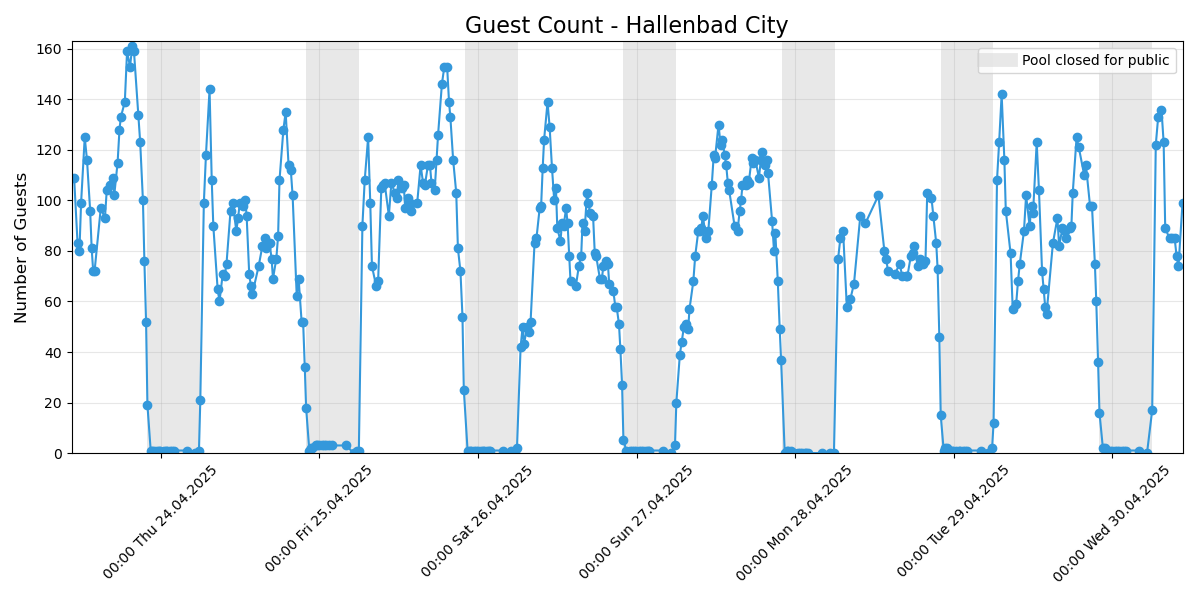 Guest Count - Hallenbad City
Pool closed for public
Number of Guests
160
140
120
100
80
60
40
20
0
00:00 Thu 24.04.2025
00:00 Fri 25.04.2025
00:00 Sat 26.04.2025
00:00 Sun 27.04.2025
00:00 Mon 28.04.2025
00:00 Tue 29.04.2025
00:00 Wed 30.04.2025